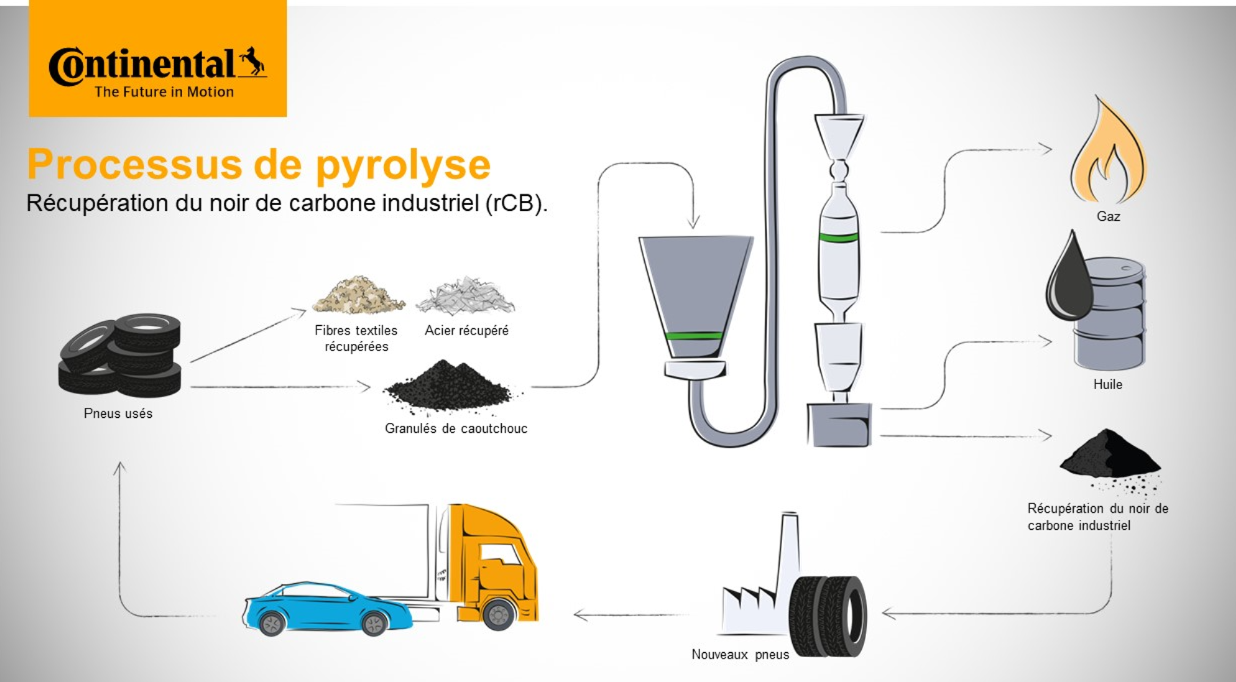 Continental
The Future in Motion
Processus de pyrolyse
Récupération du noir de carbone industriel (rCB).
Gaz
Fibres textiles
récupérées
Acier récupéré
Huile
Pneus usés
Granulés de caoutchouc
Récupération du noir de
carbone industriel
Nouveaux pneus